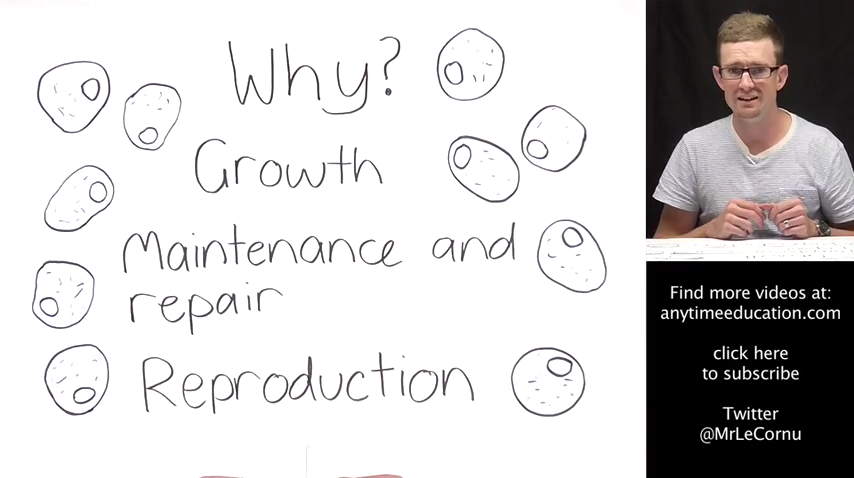 Why?
Growth
Maintenance and
repair
Reproduction
Find more videos at:
anytimeeducation.com
click here
to subscribe
Twitter
@MrLeCornu